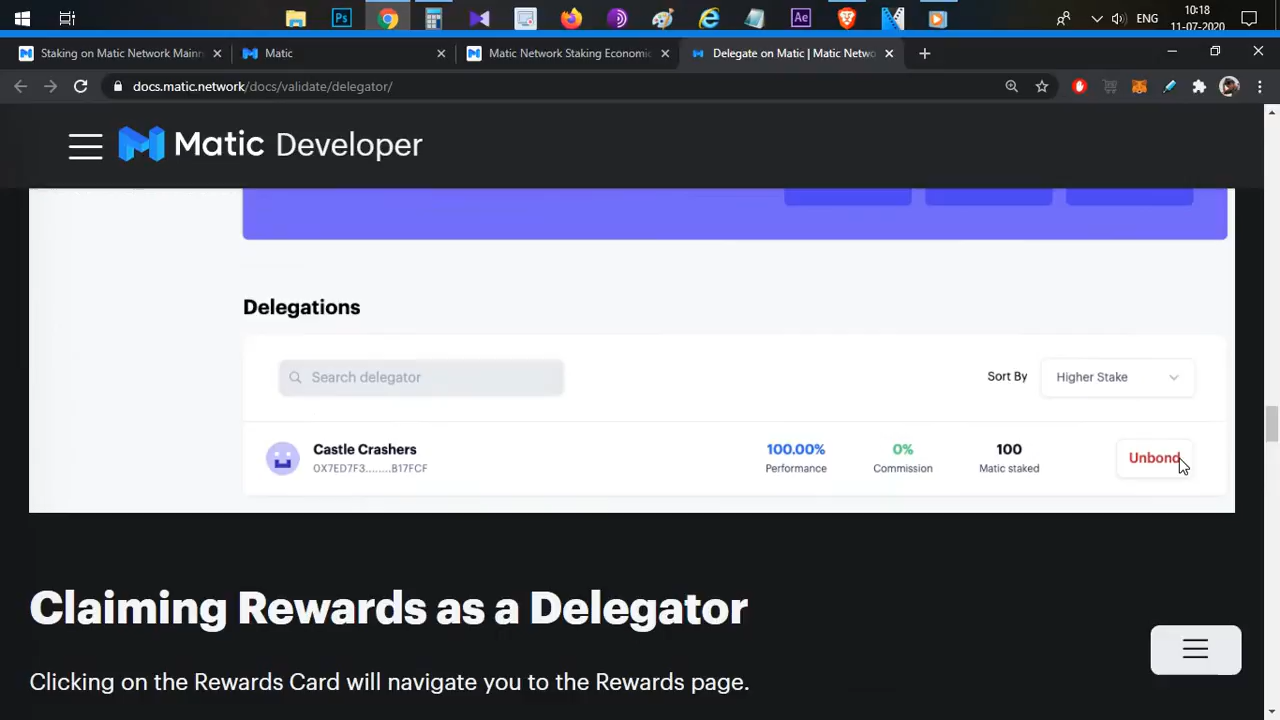 10:18
ENG
11-07-2020
Staking on Matic Network Mainn
Matic
Matic Network Staking Economic
Delegate on Matic | Matic Netwo
docs.matic.network/docs/validate/delegator/
Matic Developer
Delegations
Search delegator
Sort By
Higher Stake
Castle Crashers
100.00%
0%
100
Unbond
0X7ED7F3........B17FCF
Performance
Commission
Matic staked
Claiming Rewards as a Delegator
Clicking on the Rewards Card will navigate you to the Rewards page.